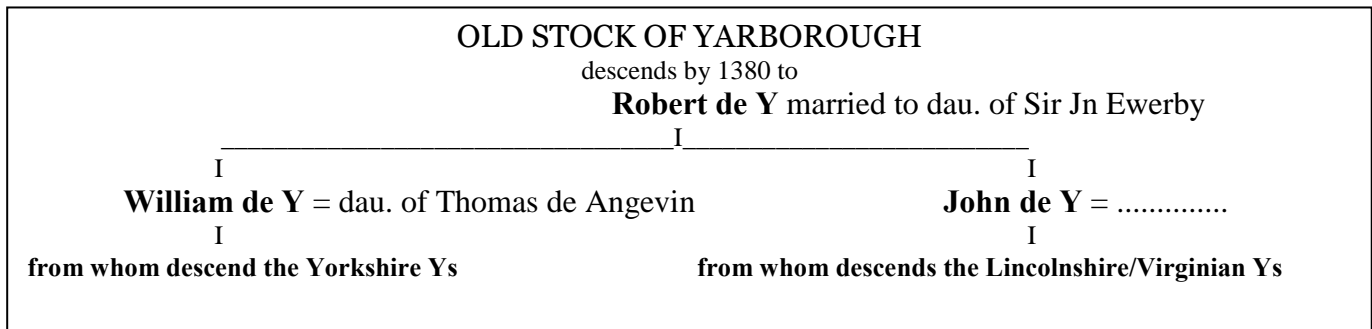 OLD STOCK OF YARBOROUGH
descends by 1380 to
Robert de Y married to dau. of Sir Jn Ewerby
__________________________________I__________________________
I I
William de Y = dau. of Thomas de Angevin John de Y = ..............
I I
from whom descend the Yorkshire Ys from whom descends the Lincolnshire/Virginian Ys